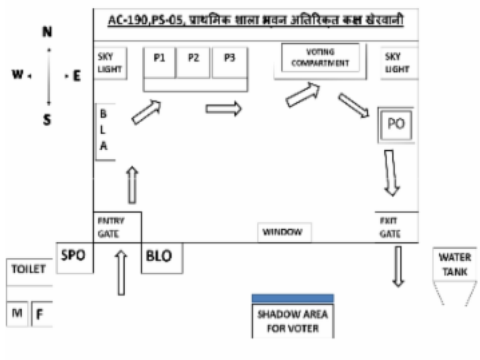 AC-190,PS-05, प्राथमिक शाला भवन अतिरिक्त कक्ष खेरवानी
N
W E
S
SKY
LIGHT
P1 P2 P3
VOTING
COMPARTMENT
SKY
LIGHT
B
L
A
PO
ENTRY
GATE
WINDOW
EXIT
GATE
SPO
BLO
TOILET
M F
WATER
TANK
SHADOW AREA
FOR VOTER